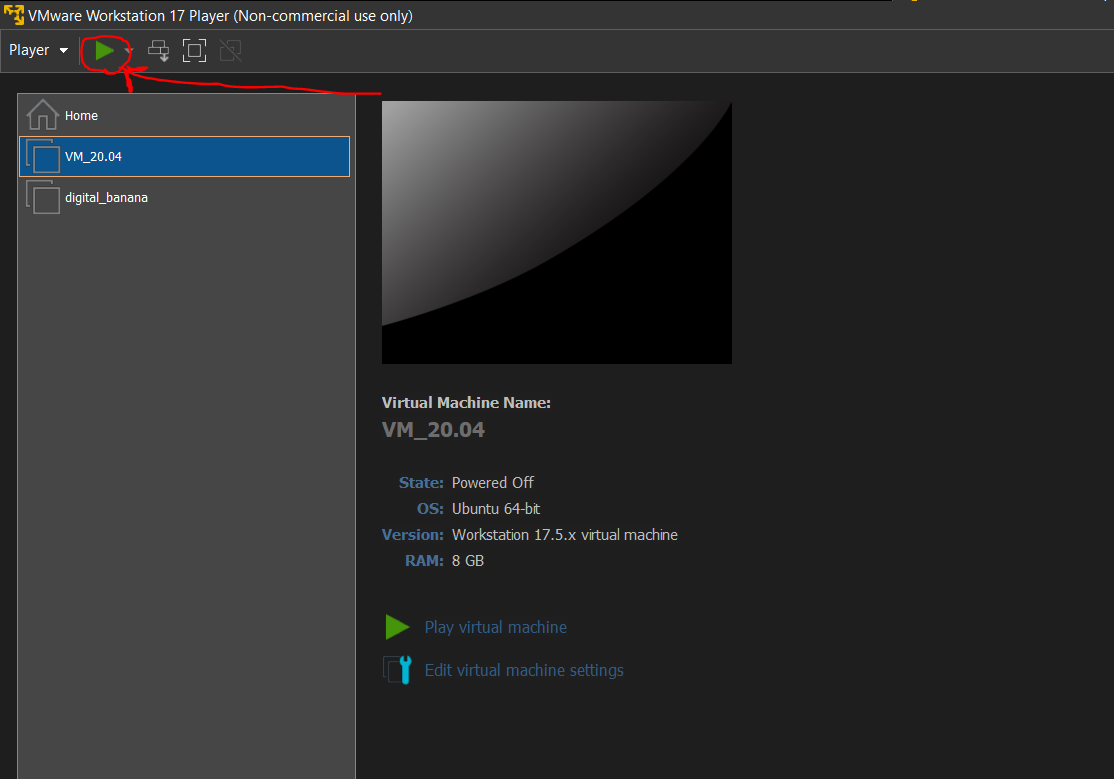 VMware Workstation 17 Player (Non-commercial use only)
Player
Home
VM_20.04
digital_banana
Virtual Machine Name:
VM_20.04
State: Powered Off
OS: Ubuntu 64-bit
Version: Workstation 17.5.x virtual machine
RAM: 8 GB
Play virtual machine
Edit virtual machine settings